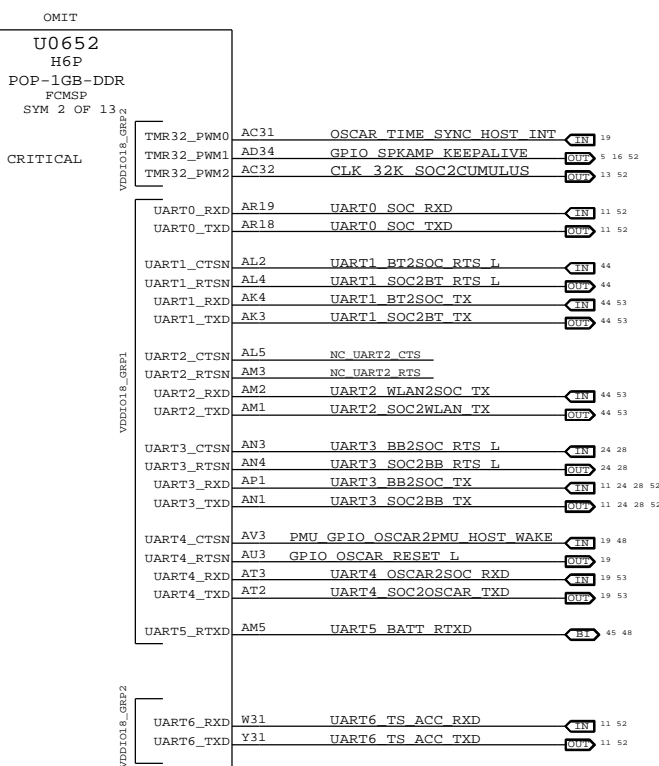 OMIT
U0652
H6P
POP-1GB-DDR
FCMSP
SYM 2 OF 13
CRITICAL
VDDIO18_GRP2
TMR32_PWM0 AC31 OSCAR_TIME_SYNC_HOST_INT IN 19
TMR32_PWM1 AD34 GPIO_SPKAMP_KEEPALIVE OUT 5 16 52
TMR32_PWM2 AC32 CLK_32K_SOC2CUMULUS OUT 13 52
VDDIO18_GRP1
UART0_RXD AR19 UART0_SOC_RXD IN 11 52
UART0_TXD AR18 UART0_SOC_TXD OUT 11 52
UART1_CTSN AL2 UART1_BT2SOC_RTS_L IN 44
UART1_RTSN AL4 UART1_SOC2BT_RTS_L OUT 44
UART1_RXD AK4 UART1_BT2SOC_TX IN 44 53
UART1_TXD AK3 UART1_SOC2BT_TX OUT 44 53
UART2_CTSN AL5 NC_UART2_CTS
UART2_RTSN AM3 NC_UART2_RTS
UART2_RXD AM2 UART2_WLAN2SOC_TX IN 44 53
UART2_TXD AM1 UART2_SOC2WLAN_TX OUT 44 53
UART3_CTSN AN3 UART3_BB2SOC_RTS_L IN 24 28
UART3_RTSN AN4 UART3_SOC2BB_RTS_L OUT 24 28
UART3_RXD AP1 UART3_BB2SOC_TX IN 11 24 28 52
UART3_TXD AN1 UART3_SOC2BB_TX OUT 11 24 28 52
UART4_CTSN AV3 PMU_GPIO_OSCAR2PMU_HOST_WAKE IN 19 48
UART4_RTSN AU3 GPIO_OSCAR_RESET_L OUT 19
UART4_RXD AT3 UART4_OSCAR2SOC_RXD IN 19 53
UART4_TXD AT2 UART4_SOC2OSCAR_TXD OUT 19 53
UART5_RTXD AM5 UART5_BATT_RTXD BI 45 48
VDDIO18_GRP2
UART6_RXD W31 UART6_TS_ACC_RXD IN 11 52
UART6_TXD Y31 UART6_TS_ACC_TXD OUT 11 52